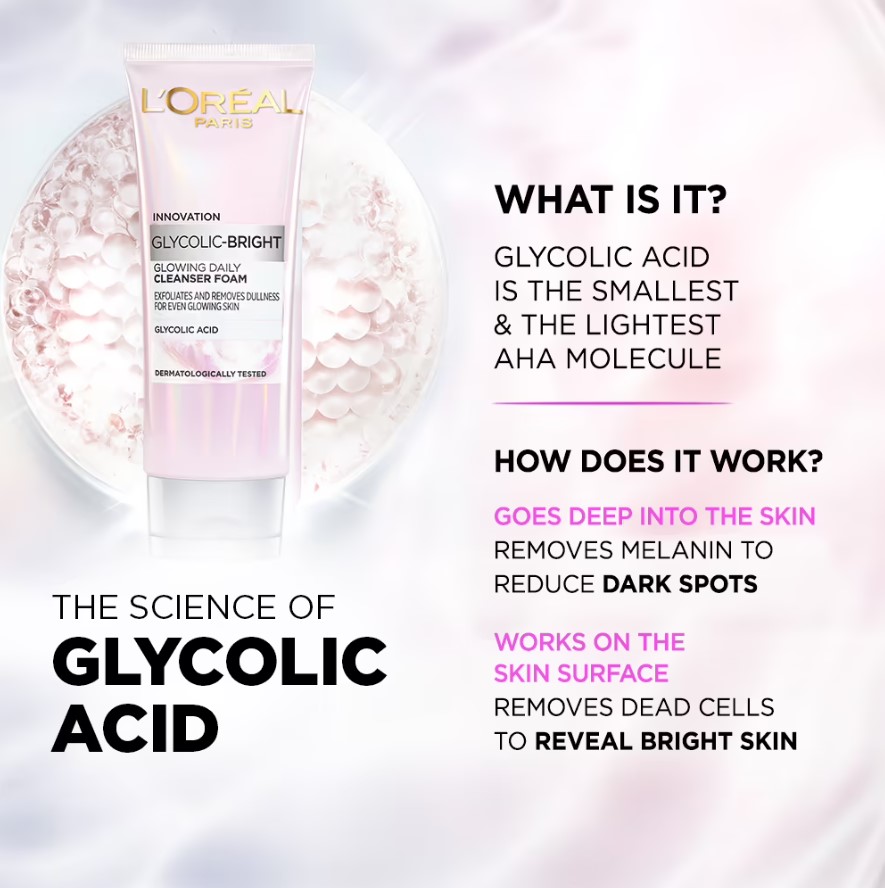 L'ORÉAL
PARIS
INNOVATION
GLYCOLIC-BRIGHT
GLOWING DAILY
CLEANSER FOAM
EXFOLIATES AND REMOVES DULLNESS
FOR EVEN GLOWING SKIN
GLYCOLIC ACID
DERMATOLOGICALLY TESTED
THE SCIENCE OF
GLYCOLIC
ACID
WHAT IS IT?
GLYCOLIC ACID
IS THE SMALLEST
& THE LIGHTEST
AHA MOLECULE
HOW DOES IT WORK?
GOES DEEP INTO THE SKIN
REMOVES MELANIN TO
REDUCE DARK SPOTS
WORKS ON THE
SKIN SURFACE
REMOVES DEAD CELLS
TO REVEAL BRIGHT SKIN